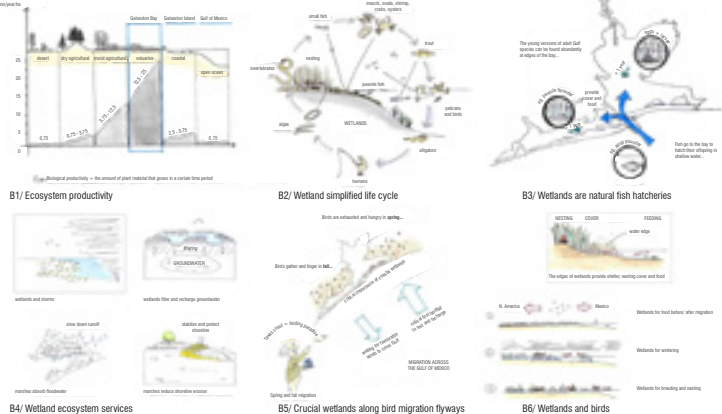 Galveston Bay
Galveston Island
Gulf of Mexico
desert
dry agricultural
moist agricultural
estuaries
coastal
open ocean
25
20
15
10
5
0
0,75
0,75 - 3,75
3,75 - 12,5
12,5 - 25
2,5 - 3,75
0,75
Biological productivity = the amount of plant material that grows in a certain time period
B1/ Ecosystem productivity
insects, snails, shrimp,
crabs, oysters
small fish
trout
nesting
invertebrates
juvenile fish
pelicans
and birds
algae
WETLANDS
alligators
humans
B2/ Wetland simplified life cycle
The young versions of adult Gulf
species can be found abundantly
at edges of the bay...
+ 1 year
provide
cover and
food
Fish go to the bay to
hatch their offspring in
shallow water...
B3/ Wetlands are natural fish hatcheries
wetlands and storms
filtering
GROUNDWATER
wetlands filter and recharge groundwater
slow down runoff
marshes absorb floodwater
stabilize and protect
shoreline
marshes reduce shoreline erosion
B4/ Wetland ecosystem services
Birds are exhausted and hungry in spring...
Birds gather and linger in fall...
MIGRATION ACROSS
THE GULF OF MEXICO
Spring and fall migration
B5/ Crucial wetlands along bird migration flyways
NESTING
COVER
FEEDING
water edge
The edges of wetlands provide shelter, nesting cover and food
N. America
Mexico
Wetlands for food before/ after migration
Wetlands for wintering
Wetlands for breeding and nesting
B6/ Wetlands and birds